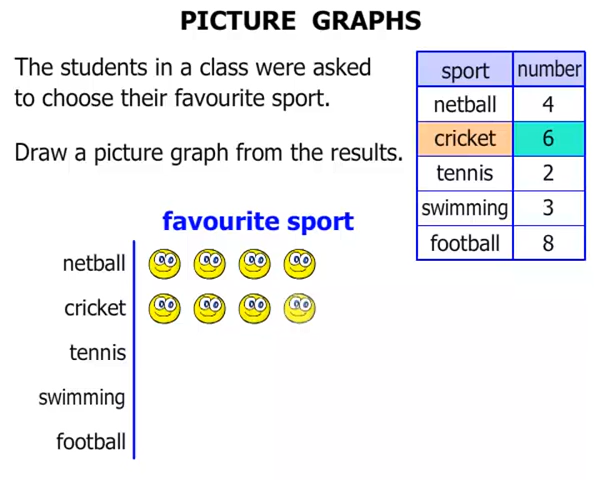 PICTURE GRAPHS
The students in a class were asked
to choose their favourite sport.
Draw a picture graph from the results.
sport number
netball 4
cricket 6
tennis 2
swimming 3
football 8
favourite sport
netball
cricket
tennis
swimming
football